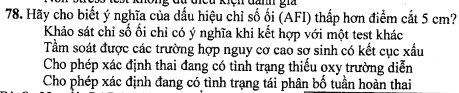 78. Hãy cho biết ý nghĩa của dấu hiệu chỉ số ối (AFI) thấp hơn điểm cắt 5 cm?
Khảo sát chỉ số ối chỉ có ý nghĩa khi kết hợp với một test khác
Tầm soát được các trường hợp nguy cơ cao sơ sinh có kết cục xấu
Cho phép xác định thai đang có tình trạng thiếu oxy trường diễn
Cho phép xác định đang có tình trạng tái phân bố tuần hoàn thai